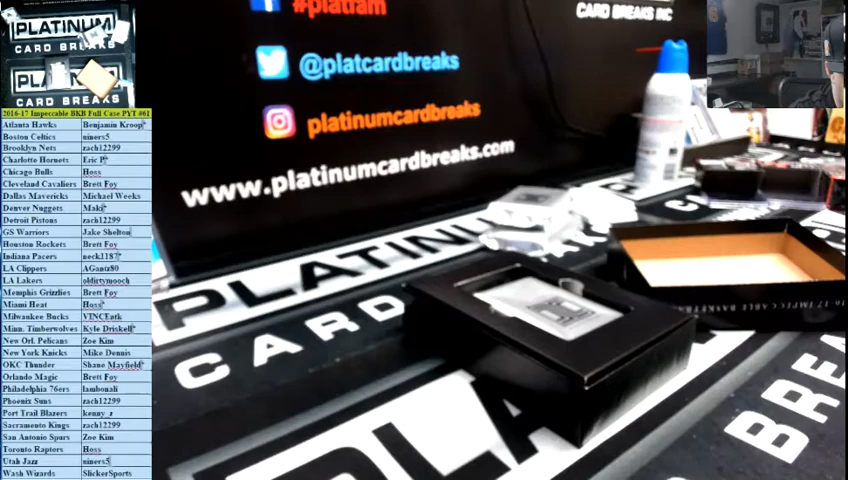 PLATINUM
CARD BREAKS
CARD BREAKS
2016-17 Impeccable BKB Full Case PYT #61
Atlanta Hawks Benjamin Kroop
Boston Celtics niners5
Brooklyn Nets zach12299
Charlotte Hornets Eric P
Chicago Bulls Hoss
Cleveland Cavaliers Brett Foy
Dallas Mavericks Michael Weeks
Denver Nuggets Maki
Detroit Pistons zach12299
GS Warriors Jake Shelton
Houston Rockets Brett Foy
Indiana Pacers neck1187
LA Clippers AGantz80
LA Lakers oldirtymooch
Memphis Grizzlies Brett Foy
Miami Heat Hoss
Milwaukee Bucks
Minn. Timberwolves Kyle Driskell
New Orl. Pelicans Zoe Kim
New York Knicks Mike Dennis
OKC Thunder Shane Mayfield
Orlando Magic Brett Foy
Philadelphia 76ers lambonali
Phoenix Suns zach12299
Port Trail Blazers kenny_z
Sacramento Kings zach12299
San Antonio Spurs Zoe Kim
Toronto Raptors Hoss
Utah Jazz niners5
Wash Wizards SlickerSports
#platfam
@platcardbreaks
platinumcardbreaks
www.platinumcardbreaks.com
CARD BREAKS INC
PLATINUM
CARD
BREAK